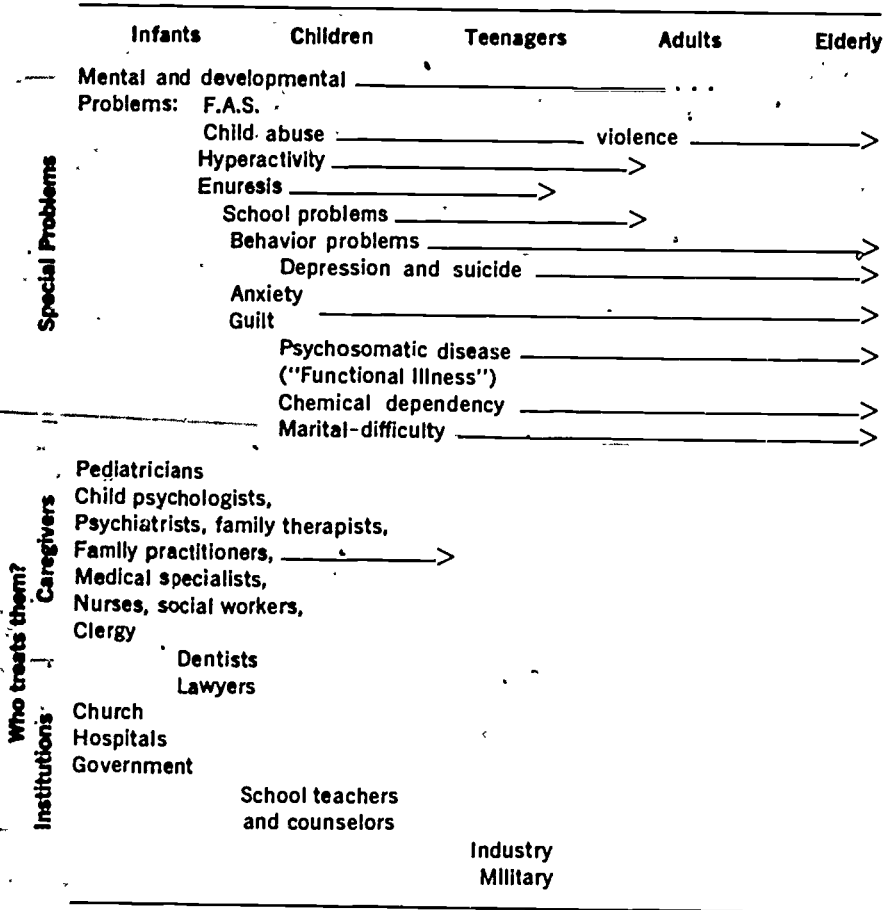 Infants Children Teenagers Adults Elderly
Special Problems
Mental and developmental ...
Problems: F.A.S.
Child abuse violence
Hyperactivity
Enuresis
School problems
Behavior problems
Depression and suicide
Anxiety
Guilt
Psychosomatic disease
("Functional Illness")
Chemical dependency
Marital-difficulty
Who treats them?
Caregivers
Pediatricians
Child psychologists,
Psychiatrists, family therapists,
Family practitioners,
Medical specialists,
Nurses, social workers,
Clergy
Dentists
Lawyers
Institutions
Church
Hospitals
Government
School teachers
and counselors
Industry
Military